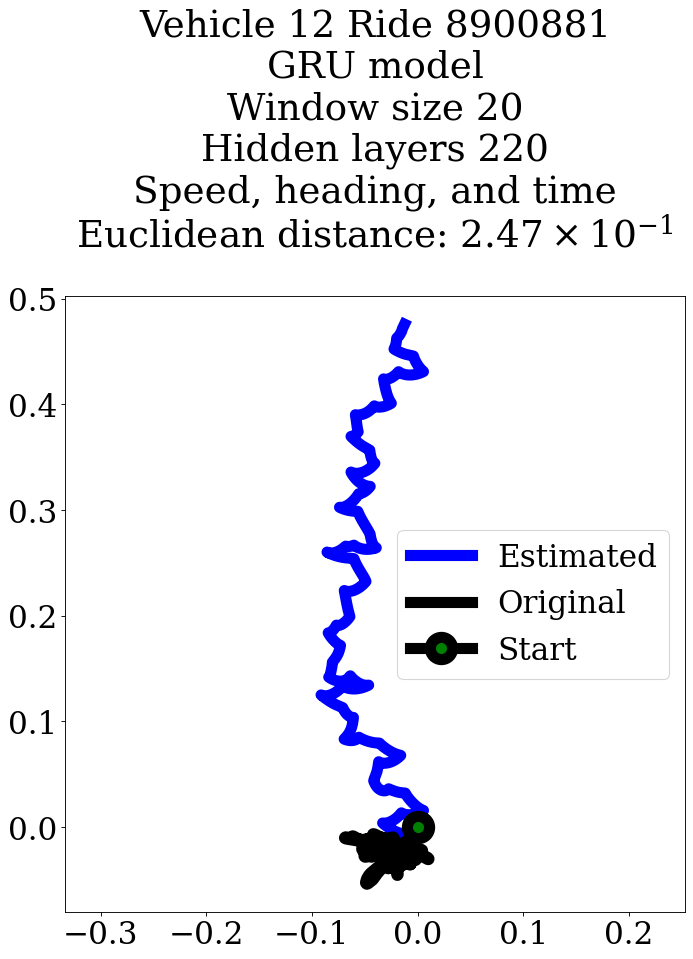 Vehicle 12 Ride 8900881
GRU model
Window size 20
Hidden layers 220
Speed, heading, and time
Euclidean distance: 2.47 × 10⁻¹
0.5
0.4
0.3
0.2
0.1
0.0
Estimated
Original
Start
−0.3 −0.2 −0.1 0.0 0.1 0.2